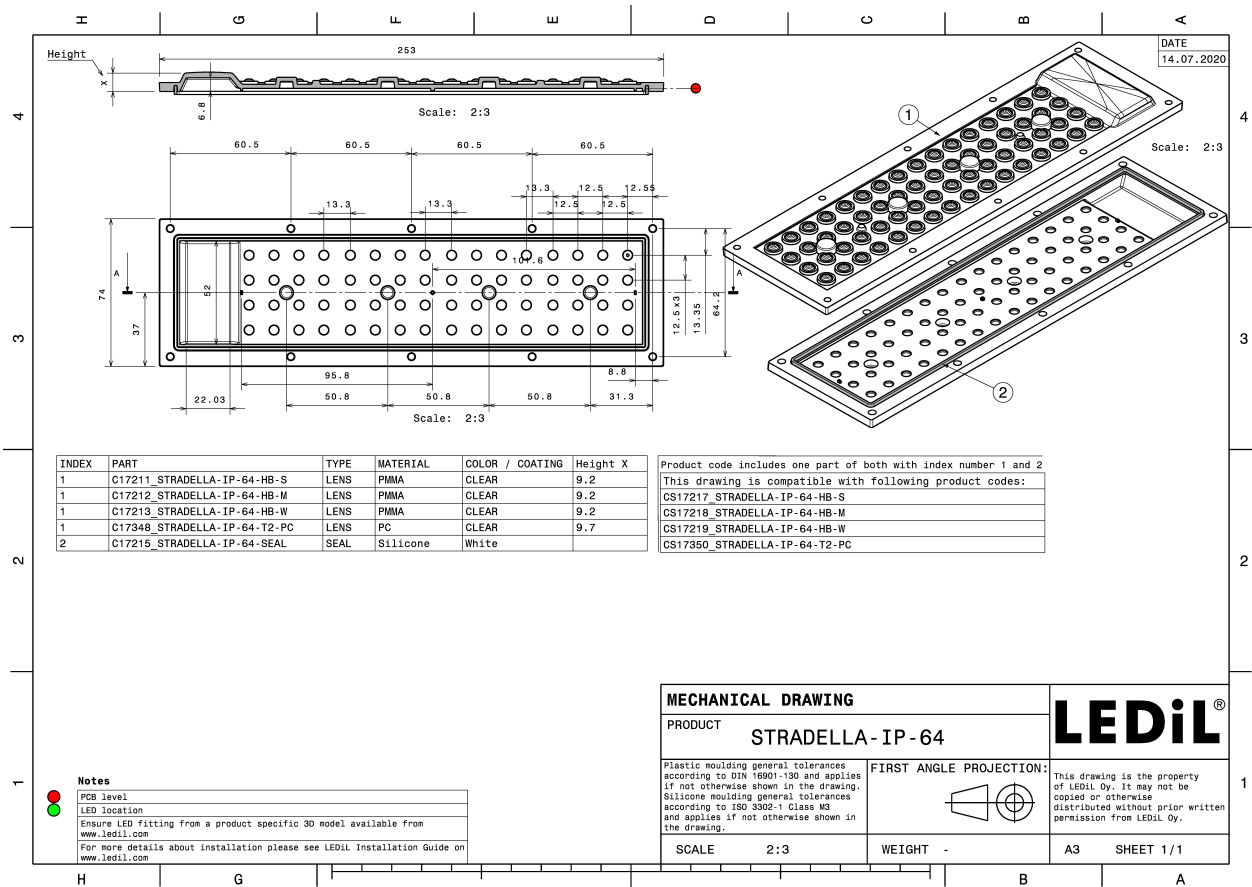 H G F E D C B A
DATE
14.07.2020
Height
253
X
6.8
Scale: 2:3
4
4
1
Scale: 2:3
60.5 60.5 60.5 60.5
13.3 12.5 12.55
13.3 13.3 12.5 12.5
101.6
A A
74
37
52
12.5x3
13.35
64.2
3
3
95.8
8.8
22.03
50.8 50.8 50.8 31.3
Scale: 2:3
2
INDEX PART TYPE MATERIAL COLOR / COATING Height X
1 C17211_STRADELLA-IP-64-HB-S LENS PMMA CLEAR 9.2
1 C17212_STRADELLA-IP-64-HB-M LENS PMMA CLEAR 9.2
1 C17213_STRADELLA-IP-64-HB-W LENS PMMA CLEAR 9.2
1 C17348_STRADELLA-IP-64-T2-PC LENS PC CLEAR 9.7
2 C17215_STRADELLA-IP-64-SEAL SEAL Silicone White
Product code includes one part of both with index number 1 and 2
This drawing is compatible with following product codes:
CS17217_STRADELLA-IP-64-HB-S
CS17218_STRADELLA-IP-64-HB-M
CS17219_STRADELLA-IP-64-HB-W
CS17350_STRADELLA-IP-64-T2-PC
2
2
MECHANICAL DRAWING
PRODUCT
STRADELLA-IP-64
LEDiL®
Plastic moulding general tolerances
according to DIN 16901-130 and applies
if not otherwise shown in the drawing.
Silicone moulding general tolerances
according to ISO 3302-1 Class M3
and applies if not otherwise shown in
the drawing.
FIRST ANGLE PROJECTION:
This drawing is the property
of LEDiL Oy. It may not be
copied or otherwise
distributed without prior written
permission from LEDiL Oy.
SCALE 2:3
WEIGHT -
A3 SHEET 1/1
1
1
Notes
PCB level
LED location
Ensure LED fitting from a product specific 3D model available from
www.ledil.com
For more details about installation please see LEDiL Installation Guide on
www.ledil.com
H G F E B A